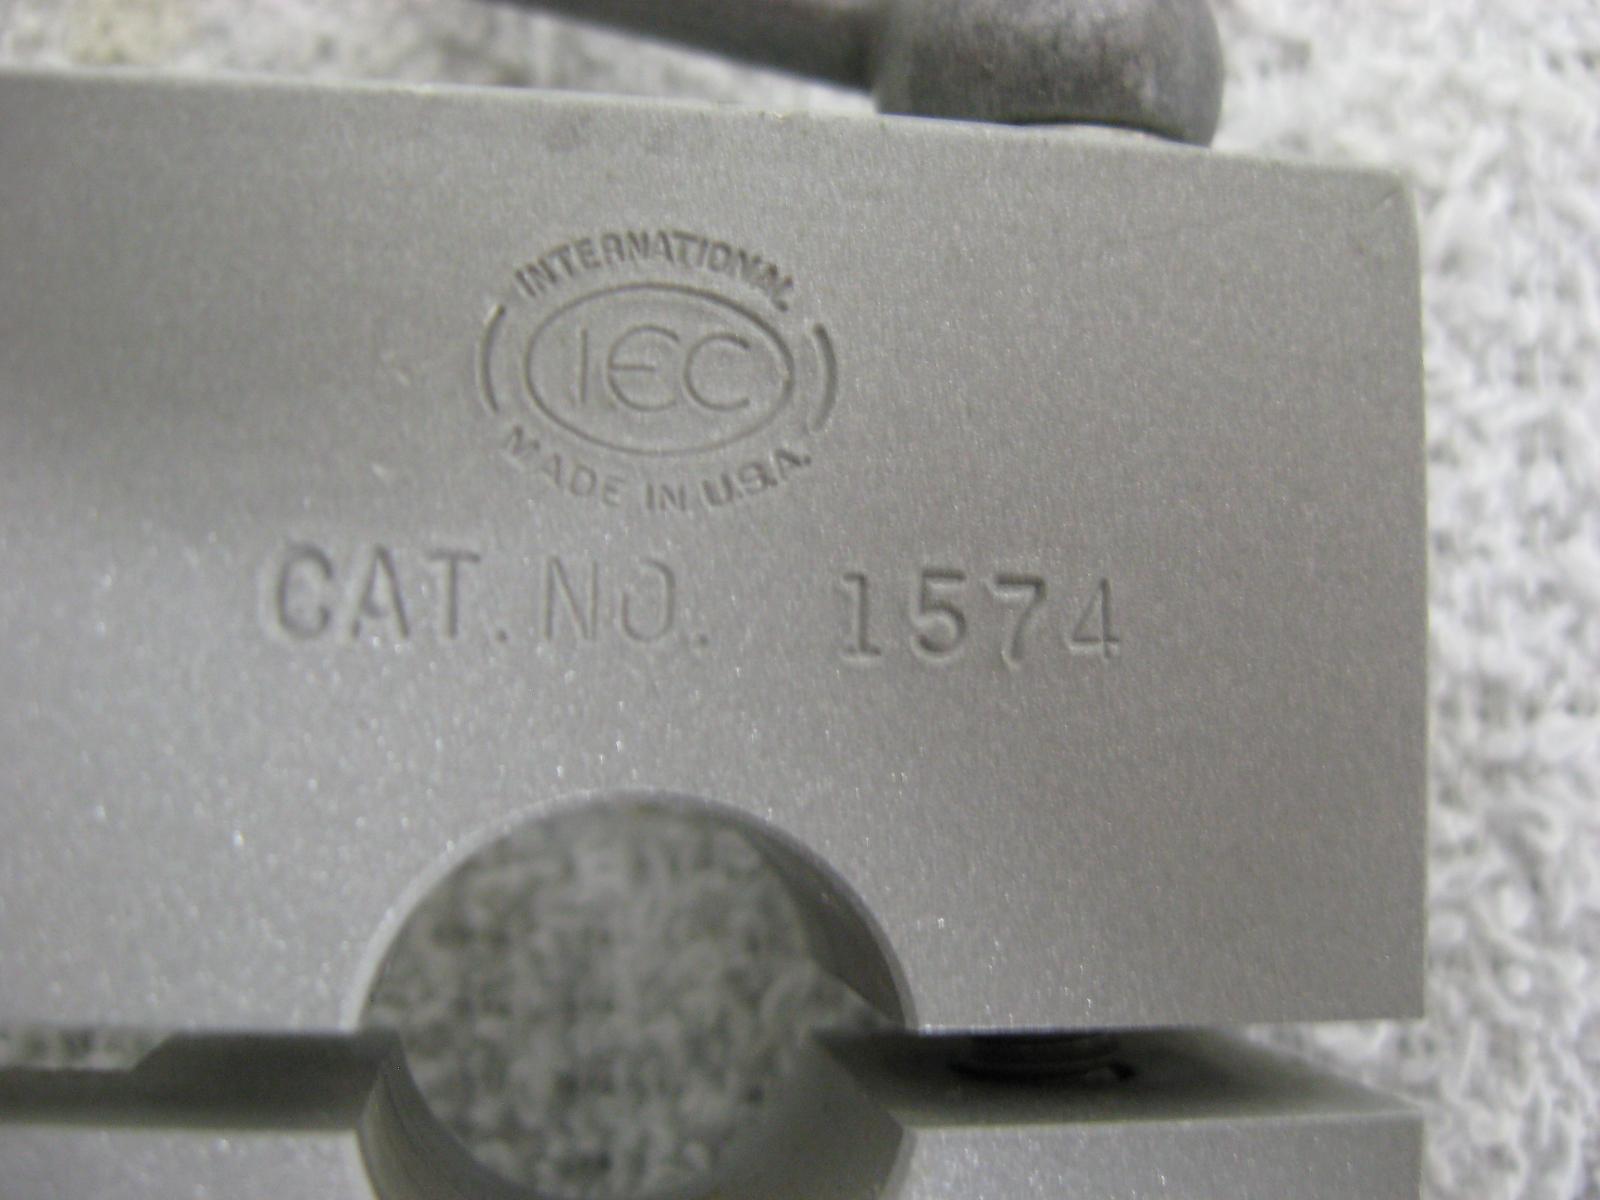 INTERNATIONAL
IEC
MADE IN U.S.A.
CAT. NO. 1574